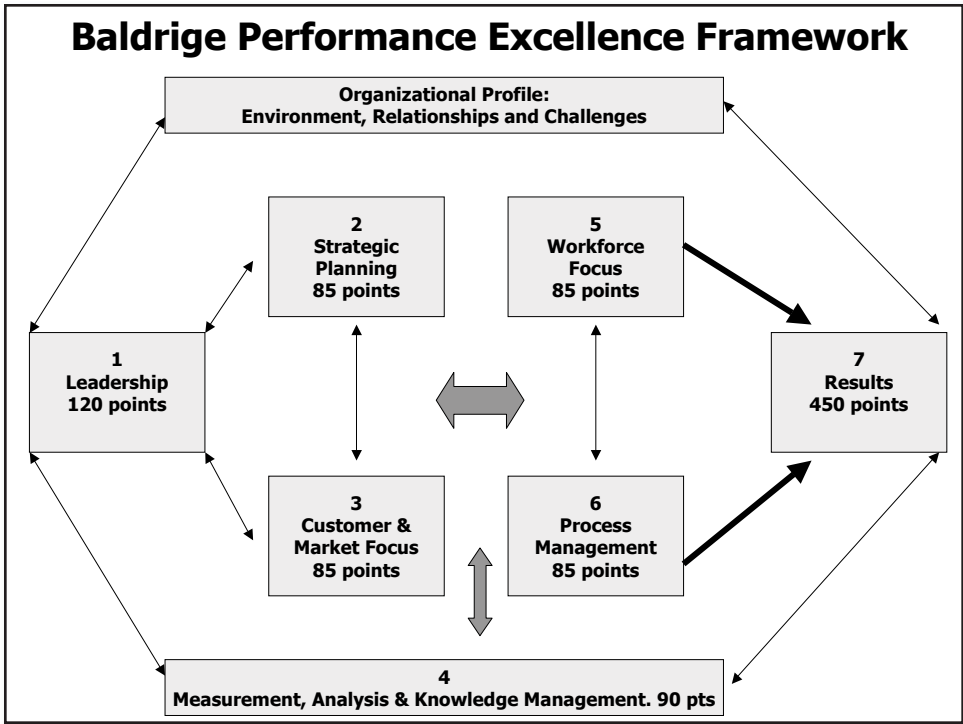 Baldrige Performance Excellence Framework
Organizational Profile:
Environment, Relationships and Challenges
2
Strategic
Planning
85 points
5
Workforce
Focus
85 points
1
Leadership
120 points
7
Results
450 points
3
Customer &
Market Focus
85 points
6
Process
Management
85 points
4
Measurement, Analysis & Knowledge Management. 90 pts